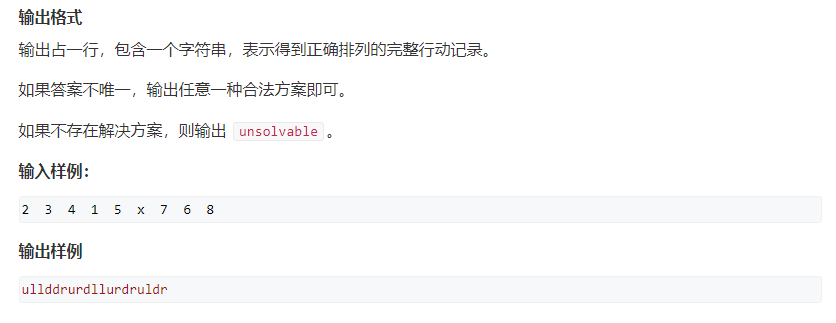 输出格式
输出占一行，包含一个字符串，表示得到正确排列的完整行动记录。
如果答案不唯一，输出任意一种合法方案即可。
如果不存在解决方案，则输出 unsolvable。
输入样例：
2 3 4 1 5 x 7 6 8
输出样例
ullddrurdllurdruldr